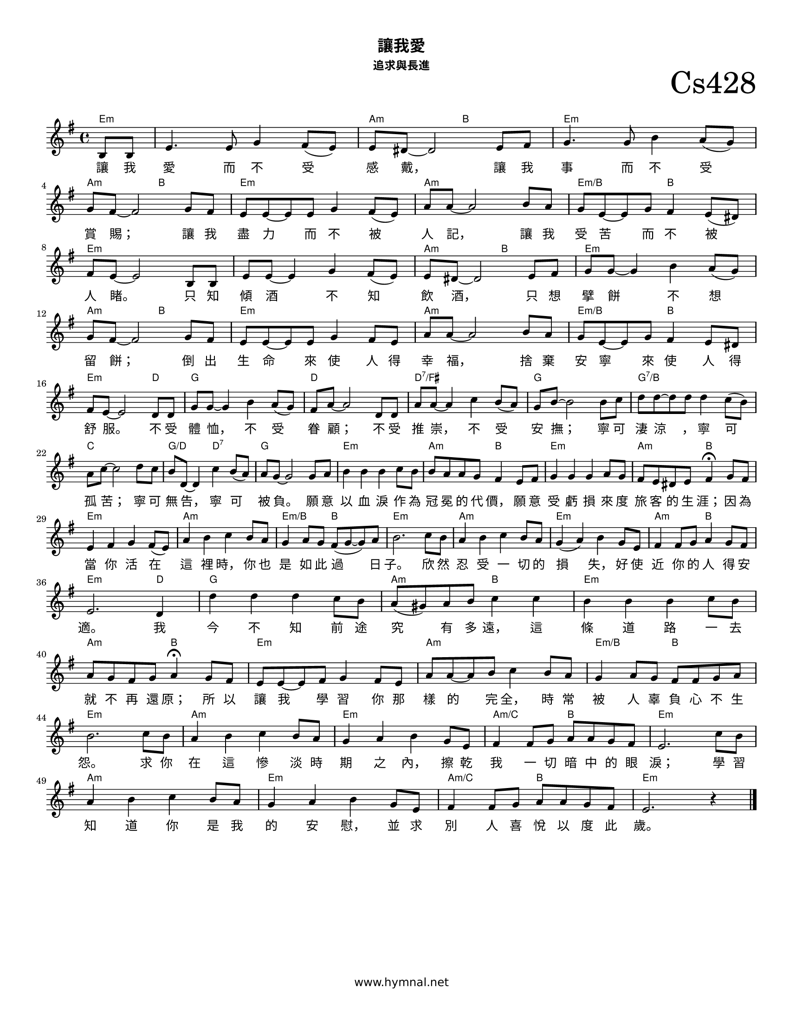 讓我愛
追求與長進
Cs428
Em Am B Em
讓 我 愛 而 不 受 感 戴， 讓 我 事 而 不 受
4 Am B Em Am Em/B B
賞 賜； 讓 我 盡 力 而 不 被 人 記， 讓 我 受 苦 而 不 被
8 Em Am B Em
人 睹。 只 知 傾 酒 不 知 飲 酒， 只 想 擘 餅 不 想
12 Am B Em Am Em/B B
留 餅； 倒 出 生 命 來 使 人 得 幸 福， 捨 棄 安 寧 來 使 人 得
16 Em D G D Am D7/F# G G7/B
舒 服。 不 受 體 恤， 不 受 眷 顧； 不 受 推 崇， 不 受 安 撫； 寧 可 淒 涼 ，寧 可
22 C G/D D7 G Em Am B Em Am B
孤 苦； 寧 可 無 告， 寧 可 被 負。 願 意 以 血 淚 作 為 冠 冕 的 代 價， 願 意 受 虧 損 來 度 旅 客 的 生 涯； 因 為
29 Em Am Em/B B Em Am Em Am B
當 你 活 在 這 裡 時， 你 也 是 如 此 過 日 子。 欣 然 忍 受 一 切 的 損 失， 好 使 近 你 的 人 得 安
36 Em D G Am B Em
適。 我 今 不 知 前 途 究 有 多 遠， 這 條 道 路 一 去
40 Am B Em Am Em/B B
就 不 再 還 原； 所 以 讓 我 學 習 你 那 樣 的 完 全， 時 常 被 人 辜 負 心 不 生
44 Em Am Em Am/C B
怨。 求 你 在 這 慘 淡 時 期 之 內， 擦 乾 我 一 切 暗 中 的 眼 淚； 學 習
49 Am Em Am/C B Em
知 道 你 是 我 的 安 慰， 並 求 別 人 喜 悅 以 度 此 歲。
www.hymnal.net